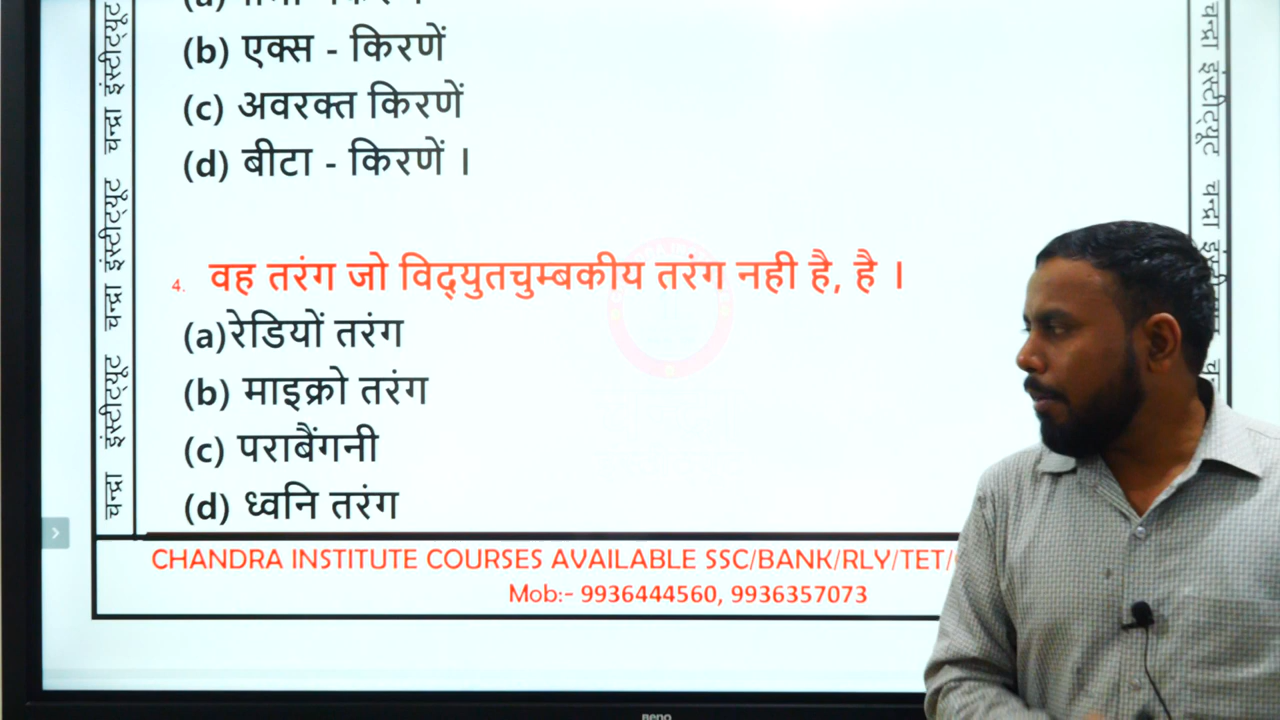 (b) एक्स - किरणें
(c) अवरक्त किरणें
(d) बीटा - किरणें ।
4. वह तरंग जो विद्युतचुम्बकीय तरंग नही है, है ।
(a)रेडियों तरंग
(b) माइक्रो तरंग
(c) पराबैंगनी
(d) ध्वनि तरंग
CHANDRA INSTITUTE COURSES AVAILABLE SSC/BANK/RLY/TET/
Mob:- 9936444560, 9936357073
चन्द्रा इंस्टीट्यूट चन्द्रा इंस्टीट्यूट चन्द्रा इंस्टीट्यूट
चन्द्रा इंस्टीट्यूट चन्द्रा